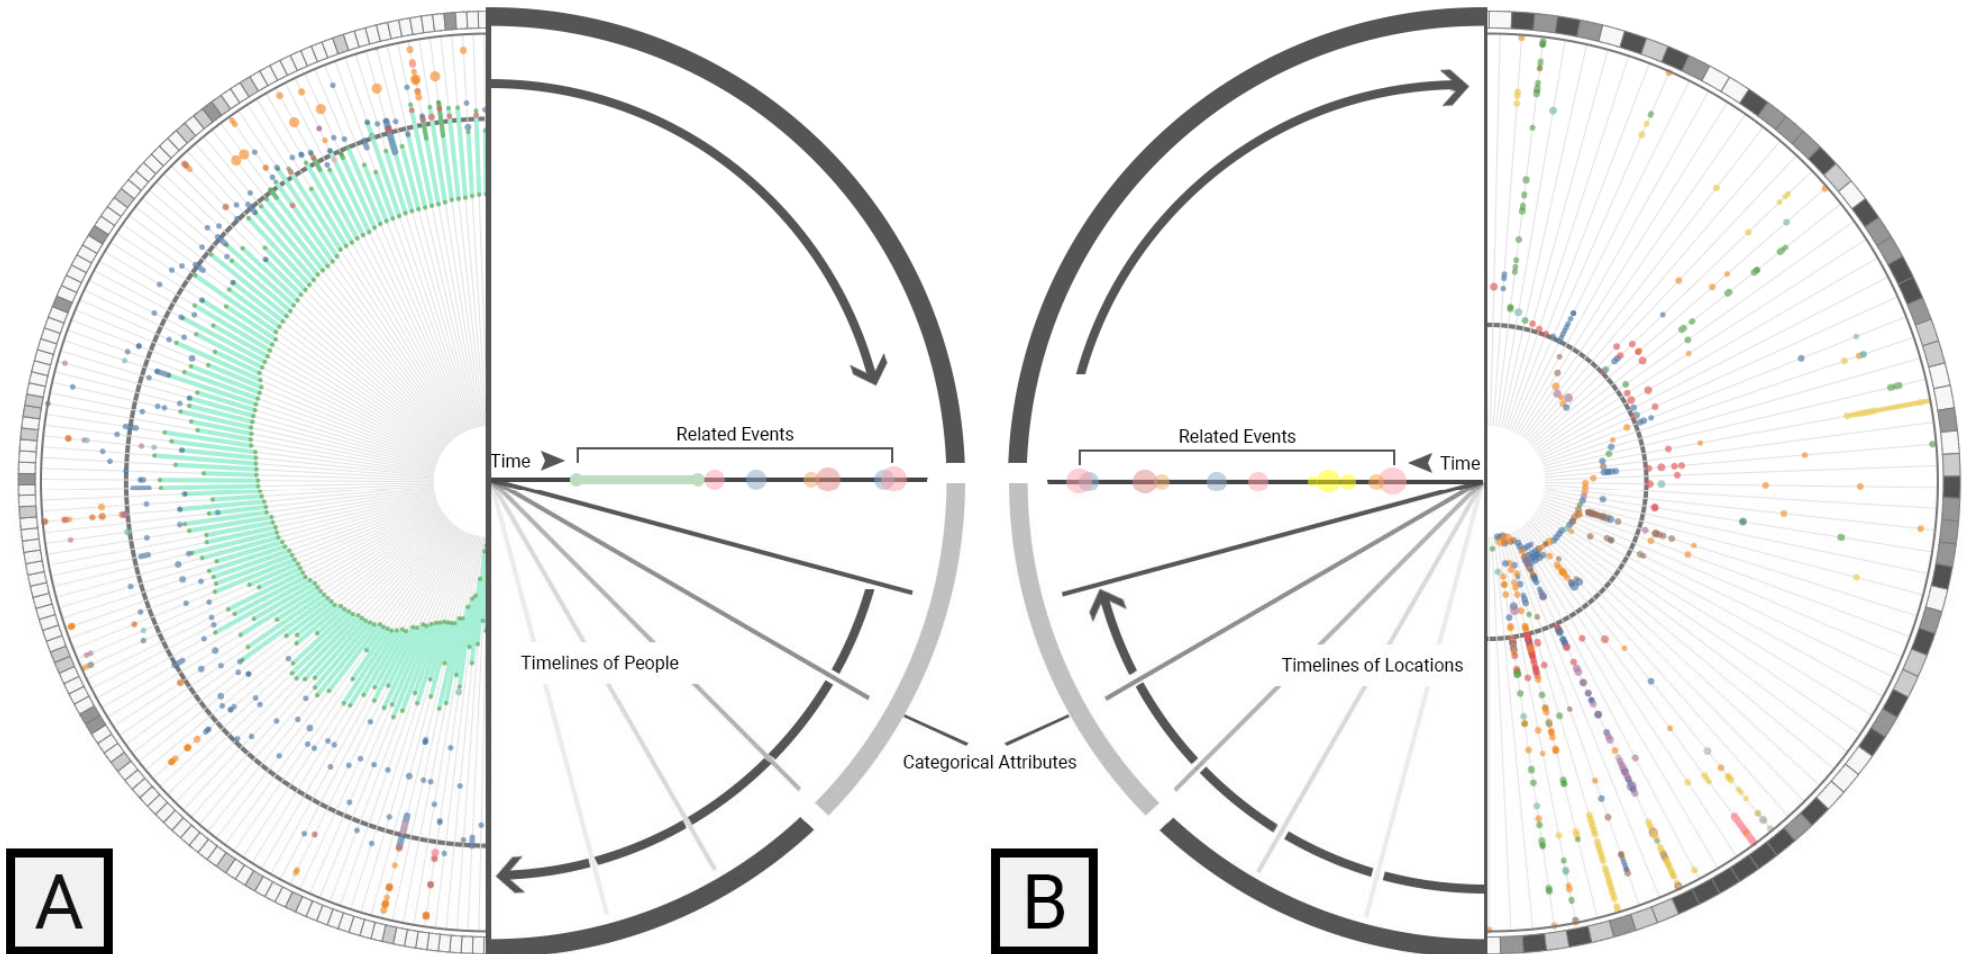 Related Events
Time
Timelines of People
Related Events
Time
Timelines of Locations
Categorical Attributes
A
B